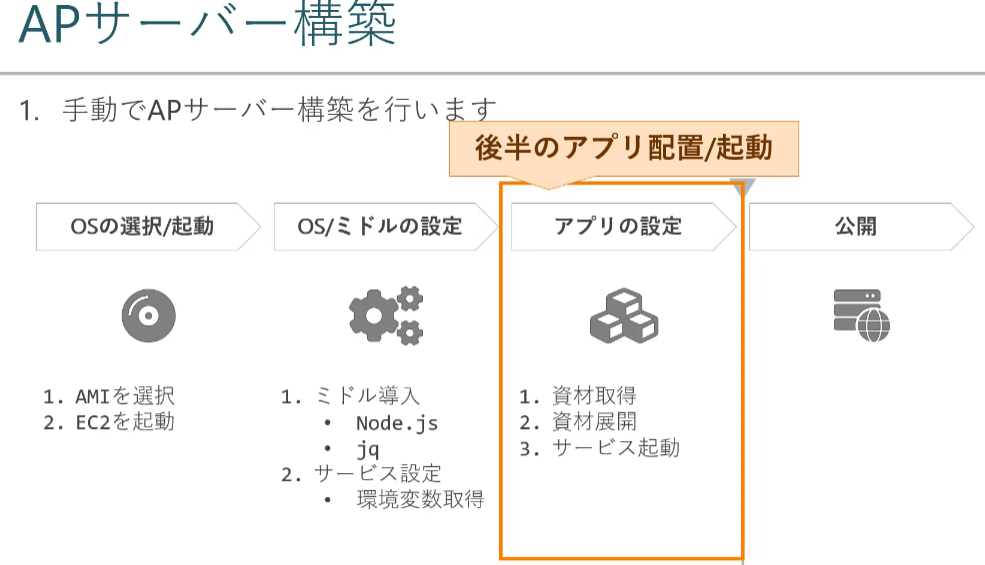 APサーバー構築
1. 手動でAPサーバー構築を行います
後半のアプリ配置/起動
OSの選択/起動
OS/ミドルの設定
アプリの設定
公開
1. AMIを選択
2. EC2を起動
1. ミドル導入
• Node.js
• jq
2. サービス設定
• 環境変数取得
1. 資材取得
2. 資材展開
3. サービス起動